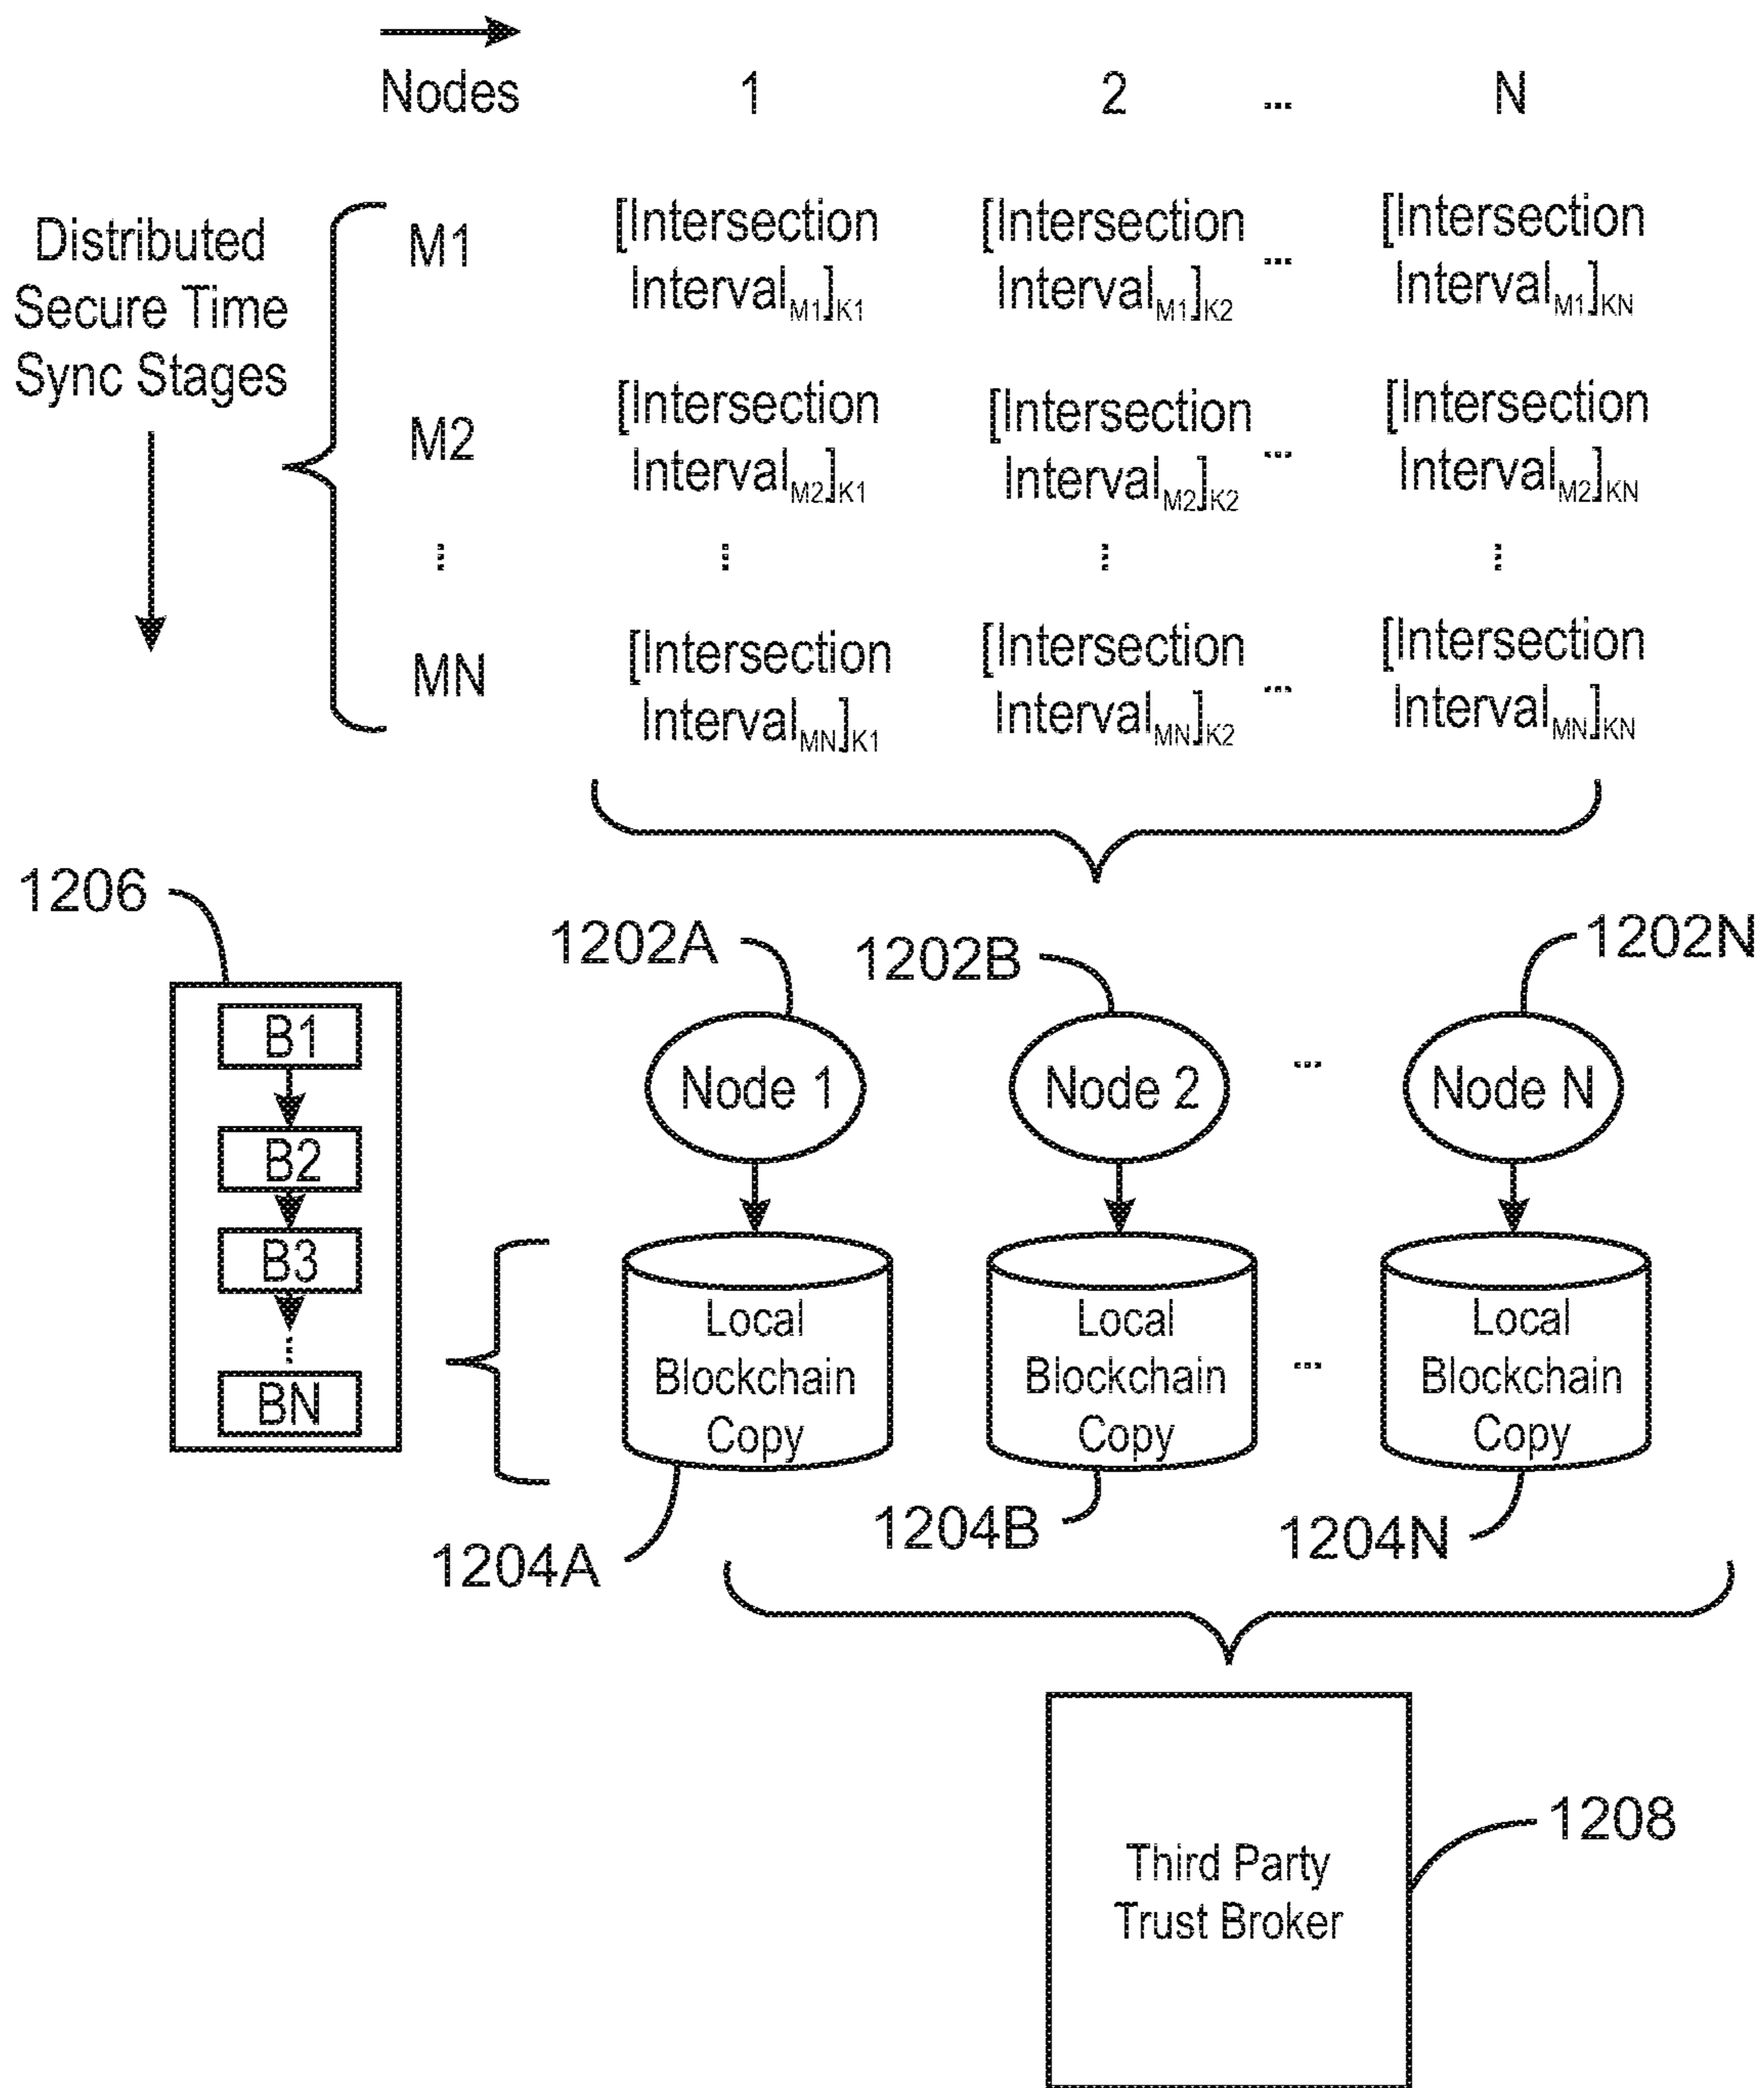 Nodes 1 2 ... N
Distributed
Secure Time
Sync Stages
M1 [Intersection [Intersection [Intersection
Interval_M1]_K1 Interval_M1]_K2 ... Interval_M1]_KN
M2 [Intersection [Intersection [Intersection
Interval_M2]_K1 Interval_M2]_K2 ... Interval_M2]_KN
⋮ ⋮ ⋮ ⋮
MN [Intersection [Intersection [Intersection
Interval_MN]_K1 Interval_MN]_K2 ... Interval_MN]_KN
1206
1202A 1202B 1202N
B1
B2
B3
⋮
BN
Node 1 Node 2 ... Node N
Local
Blockchain
Copy
Local
Blockchain
Copy
...
Local
Blockchain
Copy
1204A 1204B 1204N
Third Party
Trust Broker
1208